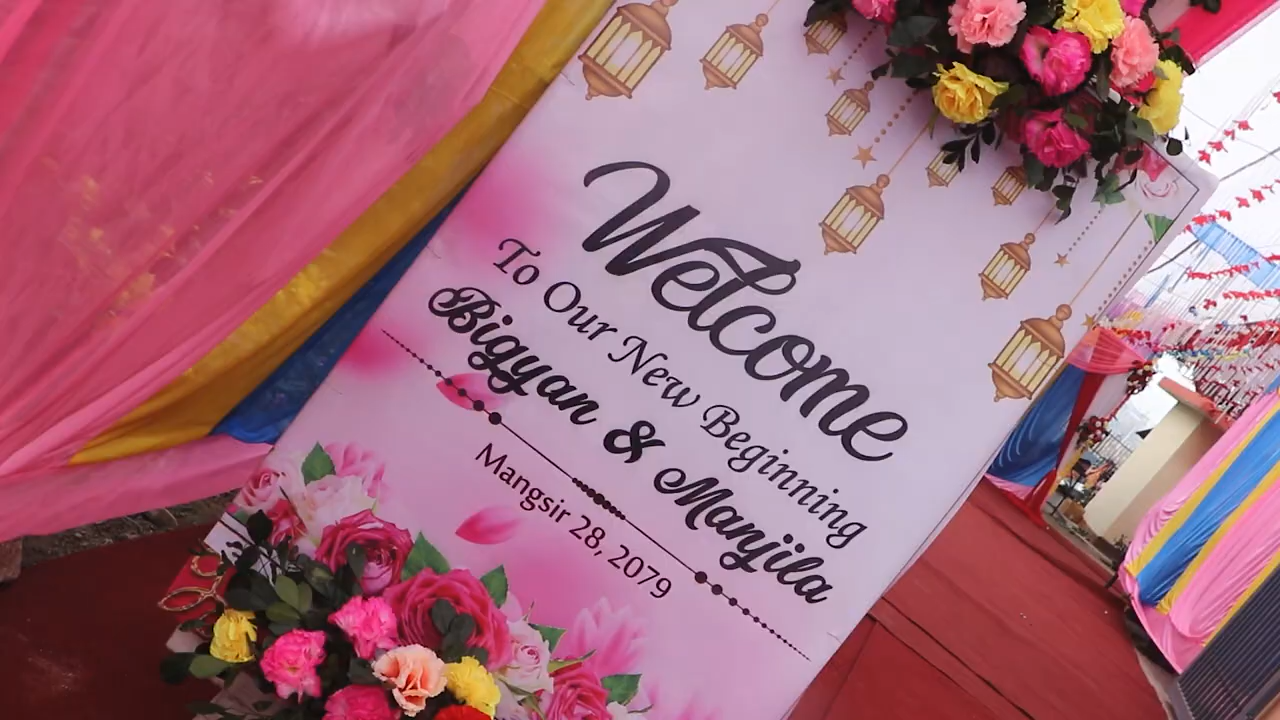 Welcome
To Our New Beginning
Bigyan & Manjila
Mangsir 28, 2079